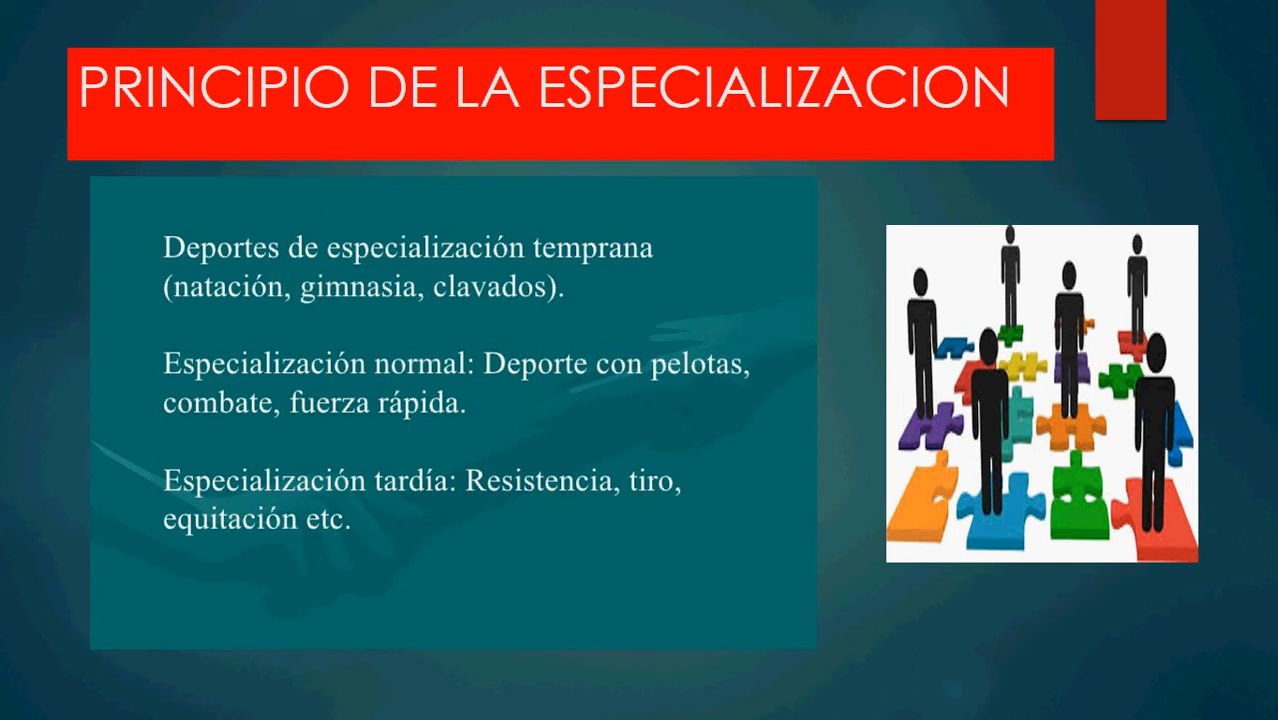 PRINCIPIO DE LA ESPECIALIZACION
Deportes de especialización temprana
(natación, gimnasia, clavados).
Especialización normal: Deporte con pelotas,
combate, fuerza rápida.
Especialización tardía: Resistencia, tiro,
equitación etc.